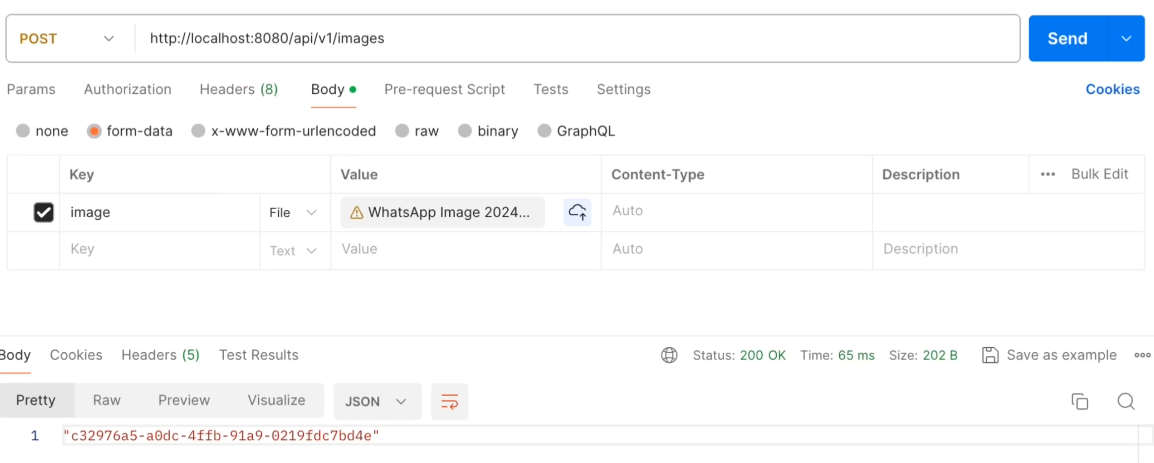 POST http://localhost:8080/api/v1/images Send
Params Authorization Headers (8) Body Pre-request Script Tests Settings Cookies
none form-data x-www-form-urlencoded raw binary GraphQL
Key Value Content-Type Description Bulk Edit
image File WhatsApp Image 2024... Auto
Key Text Value Auto Description
Body Cookies Headers (5) Test Results Status: 200 OK Time: 65 ms Size: 202 B Save as example
Pretty Raw Preview Visualize JSON
1 "c32976a5-a0dc-4ffb-91a9-0219fdc7bd4e"